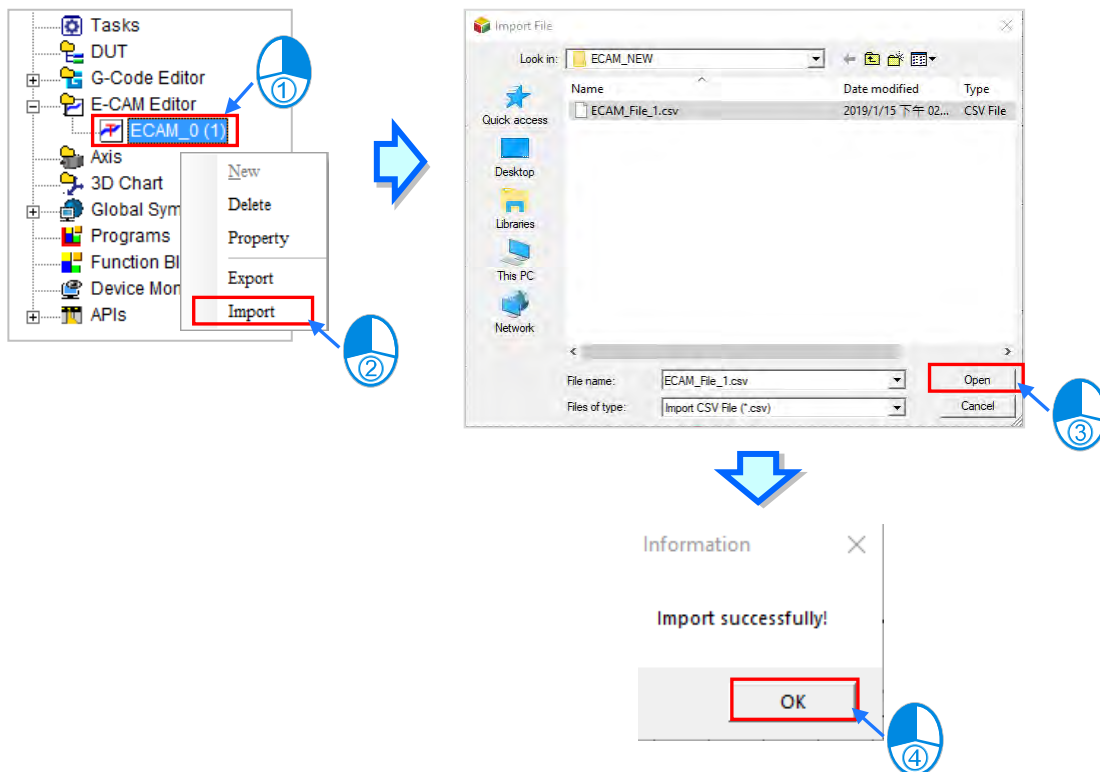 Tasks
DUT
G-Code Editor
E-CAM Editor
ECAM_0 (1)
Axis
3D Chart
Global Sym
Programs
Function Bl
Device Mon
APIs
①
New
Delete
Property
Export
Import
②
Import File
Look in:
ECAM_NEW
Name
Date modified
Type
ECAM_File_1.csv
2019/1/15 下午 02...
CSV File
Quick access
Desktop
Libraries
This PC
Network
File name:
ECAM_File_1.csv
Open
Files of type:
Import CSV File (*.csv)
Cancel
③
Information
Import successfully!
OK
④